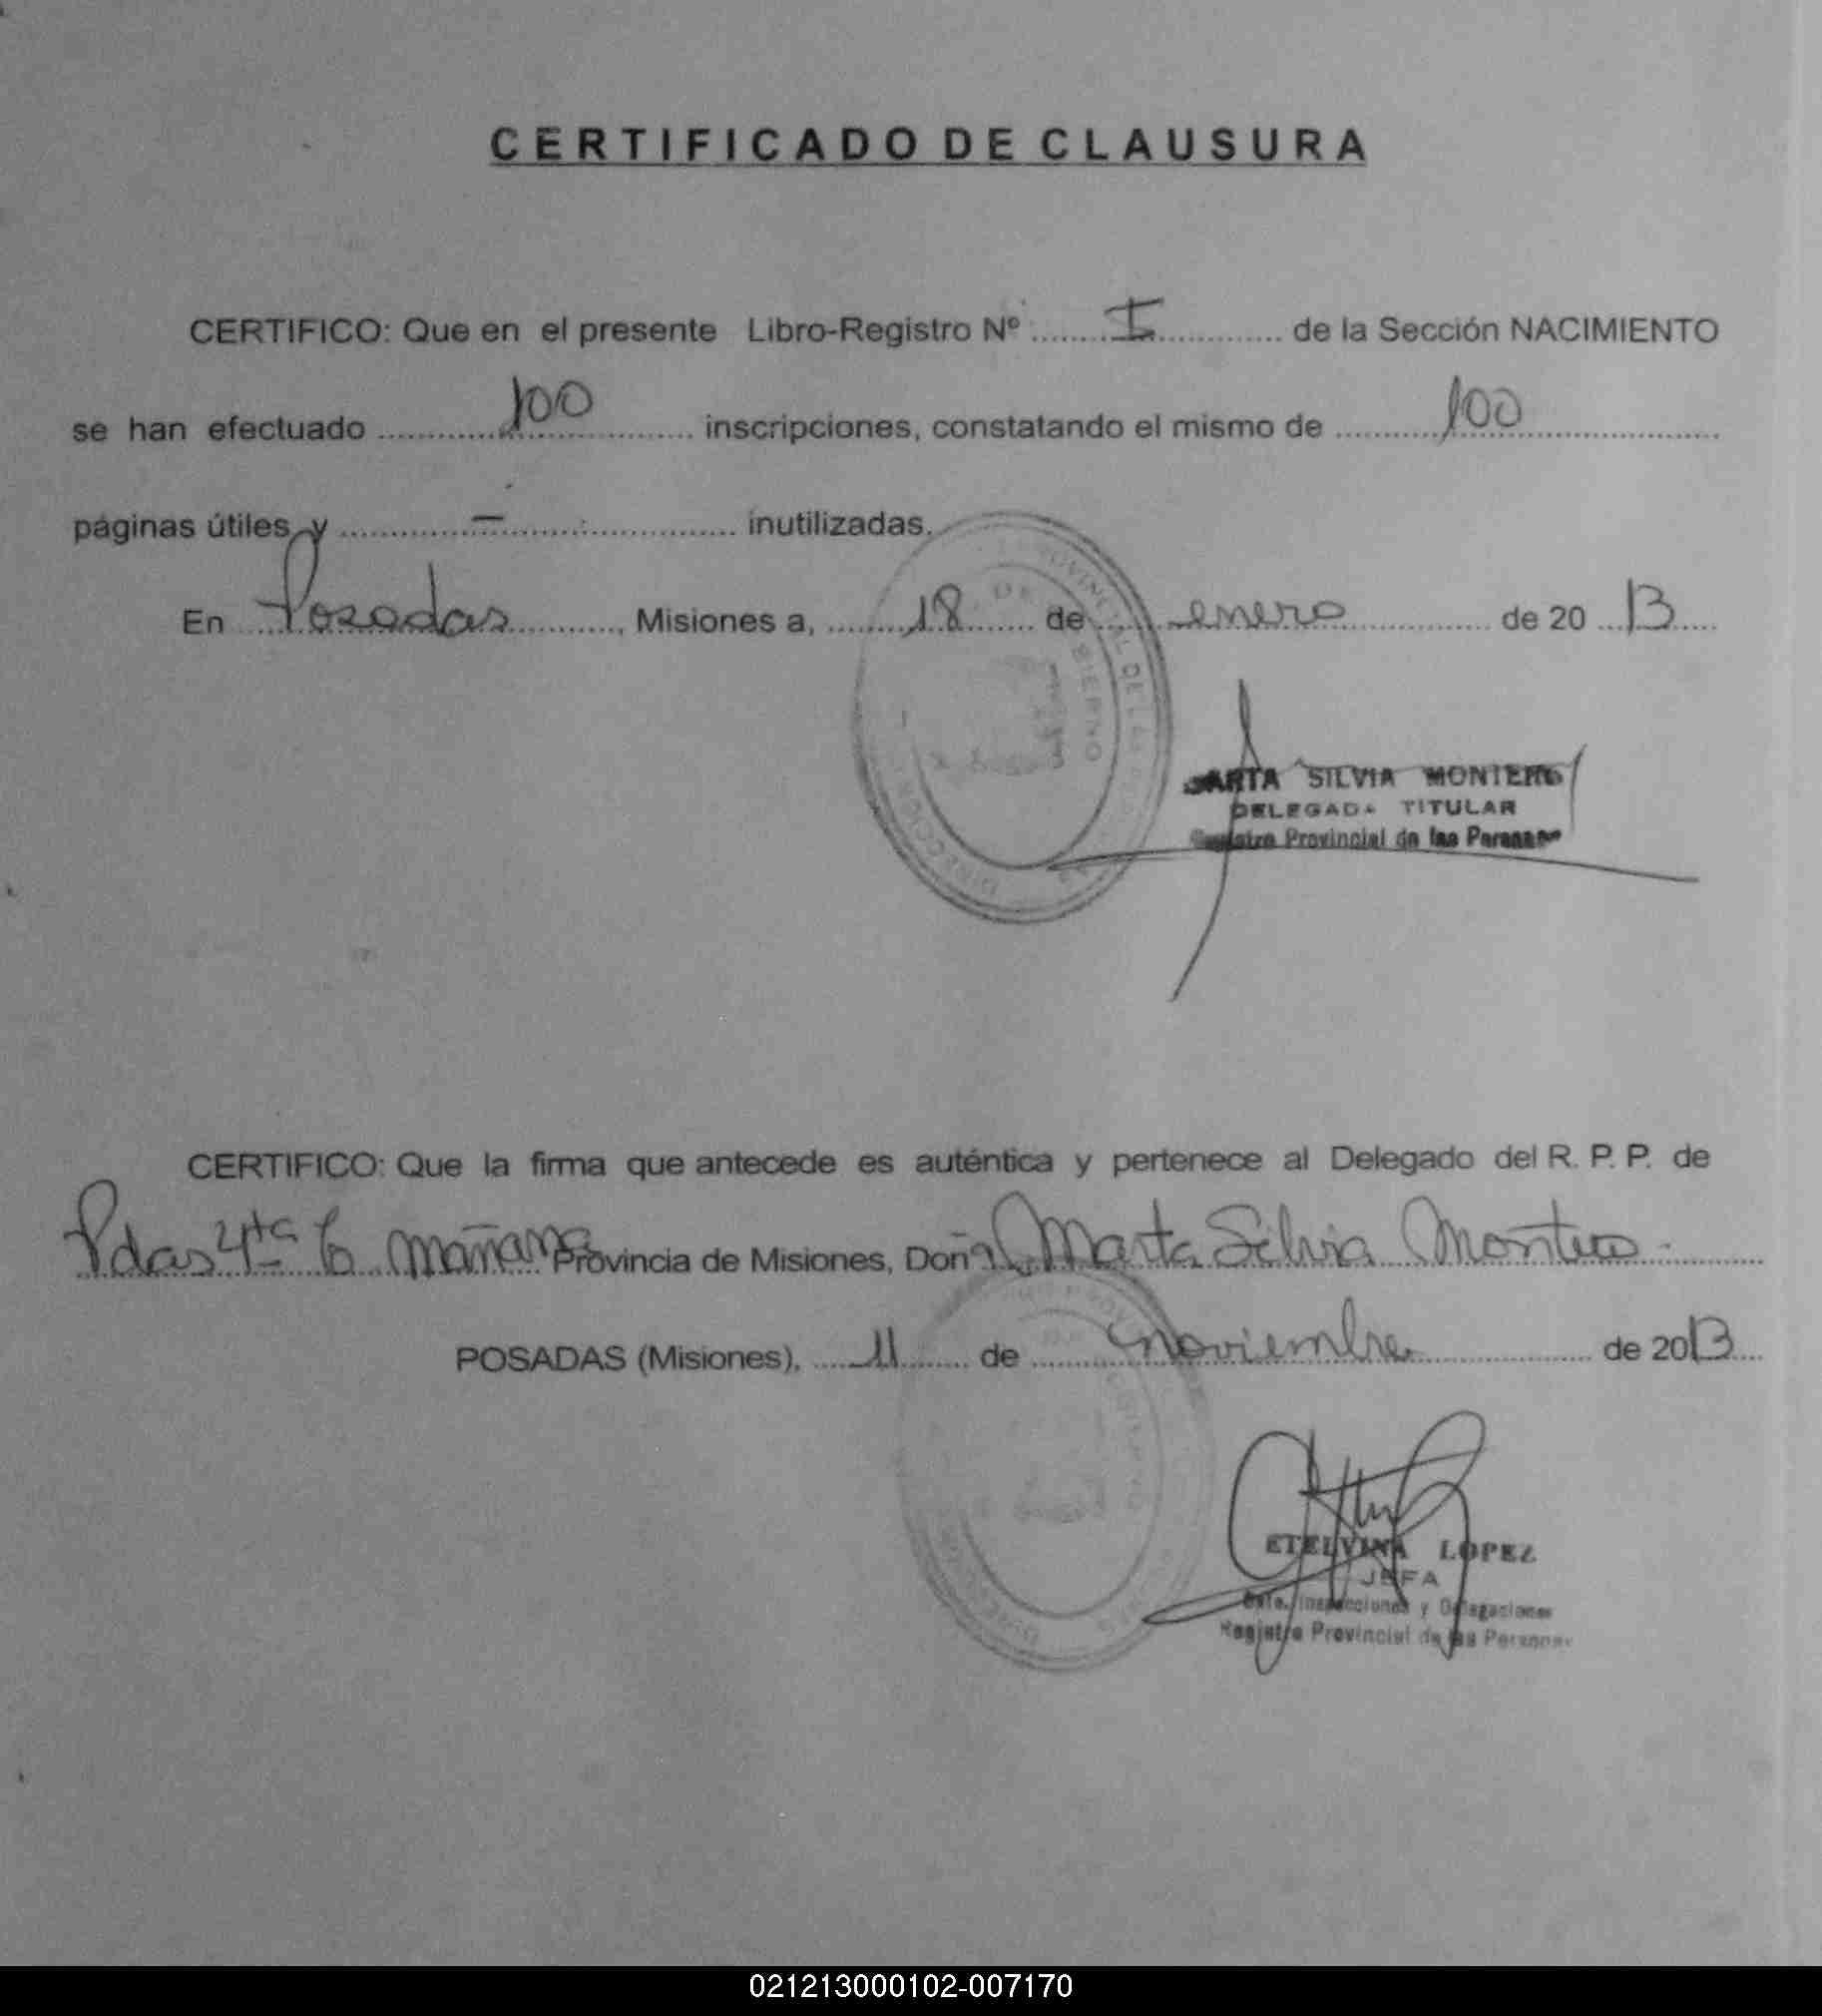 CERTIFICADO DE CLAUSURA
CERTIFICO: Que en el presente Libro-Registro Nº I de la Sección NACIMIENTO
se han efectuado 100 inscripciones, constatando el mismo de 100
páginas útiles y — inutilizadas.
En Posadas, Misiones a, 18 de enero de 2013
MARTA SILVIA MONTERO
DELEGADA TITULAR
Registro Provincial de las Personas
CERTIFICO: Que la firma que antecede es auténtica y pertenece al Delegado del R. P. P. de
Pdas 4ta mañana Provincia de Misiones, Doña Marta Silvia Montero
POSADAS (Misiones), 11 de noviembre de 2013
ETELVINA LOPEZ
JEFA
Inspecciones y Delegaciones
Registro Provincial de las Personas
021213000102-007170